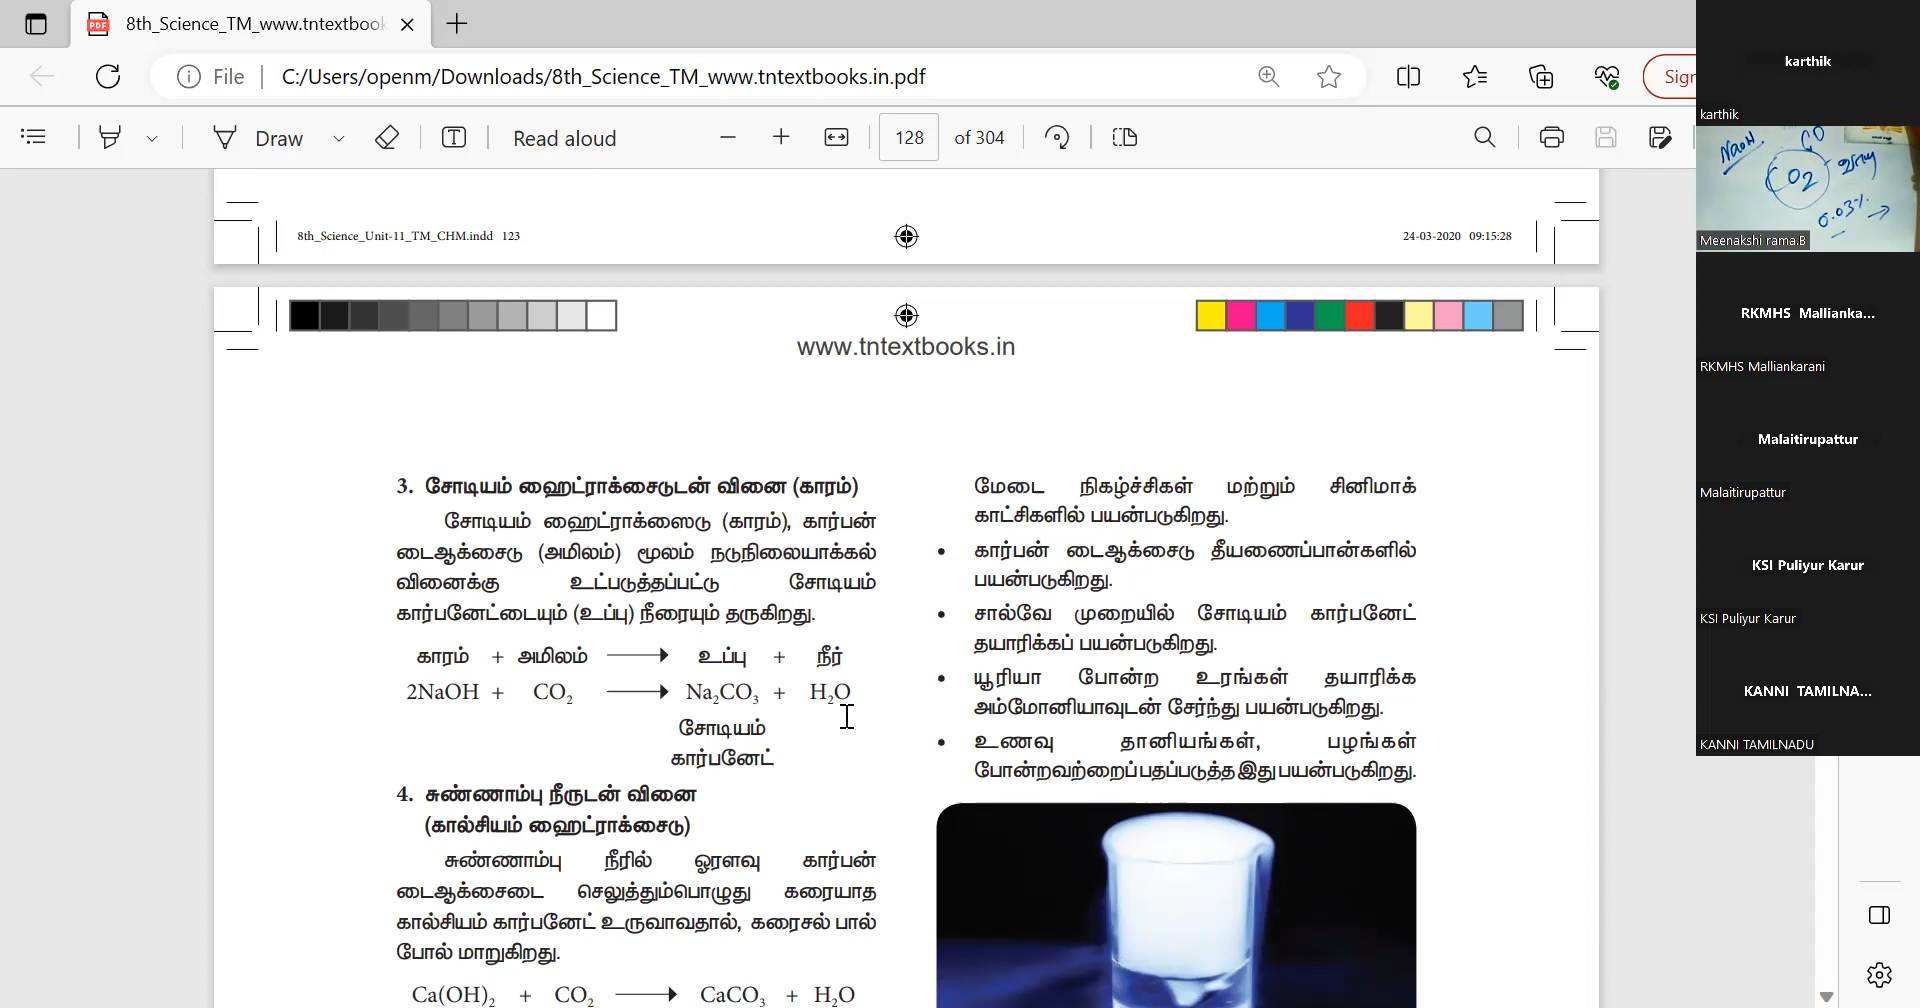 8th_Science_TM_www.tntextbook
File
C:/Users/openm/Downloads/8th_Science_TM_www.tntextbooks.in.pdf
Sigr
Draw
Read aloud
128 of 304
8th_Science_Unit-11_TM_CHM.indd 123
24-03-2020 09:15:28
www.tntextbooks.in
3. சோடியம் ஹைட்ராக்சைடுடன் வினை (காரம்)
சோடியம் ஹைட்ராக்ஸைடு (காரம்), கார்பன்
டைஆக்சைடு (அமிலம்) மூலம் நடுநிலையாக்கல்
வினைக்கு உட்படுத்தப்பட்டு சோடியம்
கார்பனேட்டையும் (உப்பு) நீரையும் தருகிறது.
காரம் + அமிலம் ⟶ உப்பு + நீர்
2NaOH + CO₂ ⟶ Na₂CO₃ + H₂O
சோடியம்
கார்பனேட்
4. சுண்ணாம்பு நீருடன் வினை
(கால்சியம் ஹைட்ராக்சைடு)
சுண்ணாம்பு நீரில் ஓரளவு கார்பன்
டைஆக்சைடை செலுத்தும்பொழுது கரையாத
கால்சியம் கார்பனேட் உருவாவதால், கரைசல் பால்
போல் மாறுகிறது.
Ca(OH)₂ + CO₂ ⟶ CaCO₃ + H₂O
மேடை நிகழ்ச்சிகள் மற்றும் சினிமாக்
காட்சிகளில் பயன்படுகிறது.
• கார்பன் டைஆக்சைடு தீயணைப்பான்களில்
பயன்படுகிறது.
• சால்வே முறையில் சோடியம் கார்பனேட்
தயாரிக்கப் பயன்படுகிறது.
• யூரியா போன்ற உரங்கள் தயாரிக்க
அம்மோனியாவுடன் சேர்ந்து பயன்படுகிறது.
• உணவு தானியங்கள், பழங்கள்
போன்றவற்றைப் பதப்படுத்த இது பயன்படுகிறது.
karthik
karthik
NaoH
CO
CO2
வாயு
0.03%
Meenakshi rama.B
RKMHS Mallianka...
RKMHS Malliankarani
Malaitirupattur
Malaitirupattur
KSI Puliyur Karur
KSI Puliyur Karur
KANNI TAMILNA...
KANNI TAMILNADU